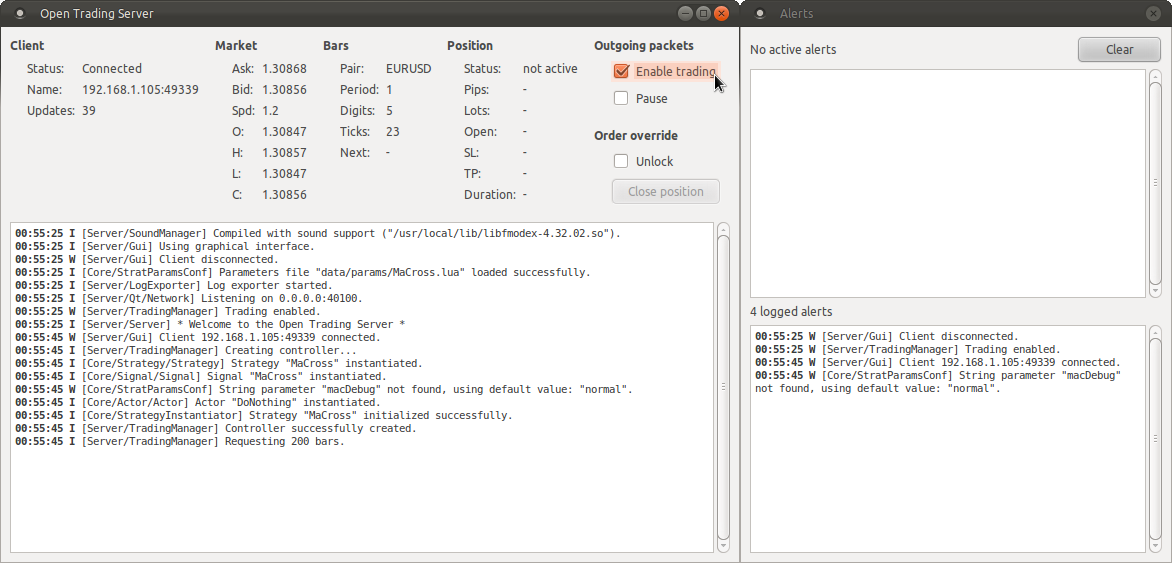 Open Trading Server
Client
Status: Connected
Name: 192.168.1.105:49339
Updates: 39
Market
Ask: 1.30868
Bid: 1.30856
Spd: 1.2
O: 1.30847
H: 1.30857
L: 1.30847
C: 1.30856
Bars
Pair: EURUSD
Period: 1
Digits: 5
Ticks: 23
Next: -
Position
Status: not active
Pips: -
Lots: -
Open: -
SL: -
TP: -
Duration: -
Outgoing packets
Enable trading
Pause
Order override
Unlock
Close position
00:55:25 I [Server/SoundManager] Compiled with sound support ("/usr/local/lib/libfmodex-4.32.02.so").
00:55:25 I [Server/Gui] Using graphical interface.
00:55:25 W [Server/Gui] Client disconnected.
00:55:25 I [Core/StratParamsConf] Parameters file "data/params/MaCross.lua" loaded successfully.
00:55:25 I [Server/LogExporter] Log exporter started.
00:55:25 I [Server/Qt/Network] Listening on 0.0.0.0:40100.
00:55:25 W [Server/TradingManager] Trading enabled.
00:55:25 I [Server/Server] * Welcome to the Open Trading Server *
00:55:45 W [Server/Gui] Client 192.168.1.105:49339 connected.
00:55:45 I [Server/TradingManager] Creating controller...
00:55:45 I [Core/Strategy/Strategy] Strategy "MaCross" instantiated.
00:55:45 I [Core/Signal/Signal] Signal "MaCross" instantiated.
00:55:45 W [Core/StratParamsConf] String parameter "macDebug" not found, using default value: "normal".
00:55:45 I [Core/Actor/Actor] Actor "DoNothing" instantiated.
00:55:45 I [Core/StrategyInstantiator] Strategy "MaCross" initialized successfully.
00:55:45 I [Server/TradingManager] Controller successfully created.
00:55:45 I [Server/TradingManager] Requesting 200 bars.
Alerts
No active alerts
Clear
4 logged alerts
00:55:25 W [Server/Gui] Client disconnected.
00:55:25 W [Server/TradingManager] Trading enabled.
00:55:45 W [Server/Gui] Client 192.168.1.105:49339 connected.
00:55:45 W [Core/StratParamsConf] String parameter "macDebug"
not found, using default value: "normal".